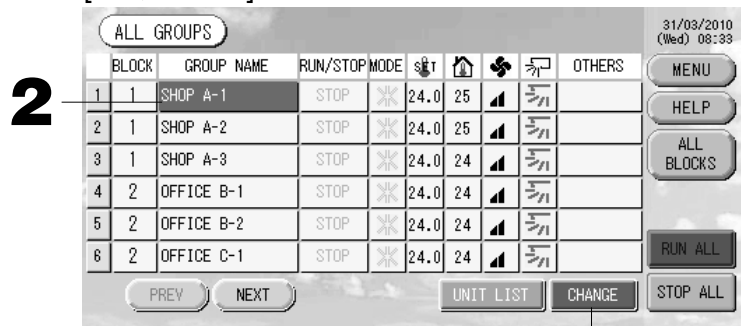 ALL GROUPS
31/03/2010
(Wed) 08:33
BLOCK GROUP NAME RUN/STOP MODE SET OTHERS
MENU
2
1 1 SHOP A-1 STOP 24.0 25
HELP
2 1 SHOP A-2 STOP 24.0 25
3 1 SHOP A-3 STOP 24.0 24
ALL
BLOCKS
4 2 OFFICE B-1 STOP 24.0 24
5 2 OFFICE B-2 STOP 24.0 24
6 2 OFFICE C-1 STOP 24.0 24
RUN ALL
PREV NEXT UNIT LIST CHANGE STOP ALL